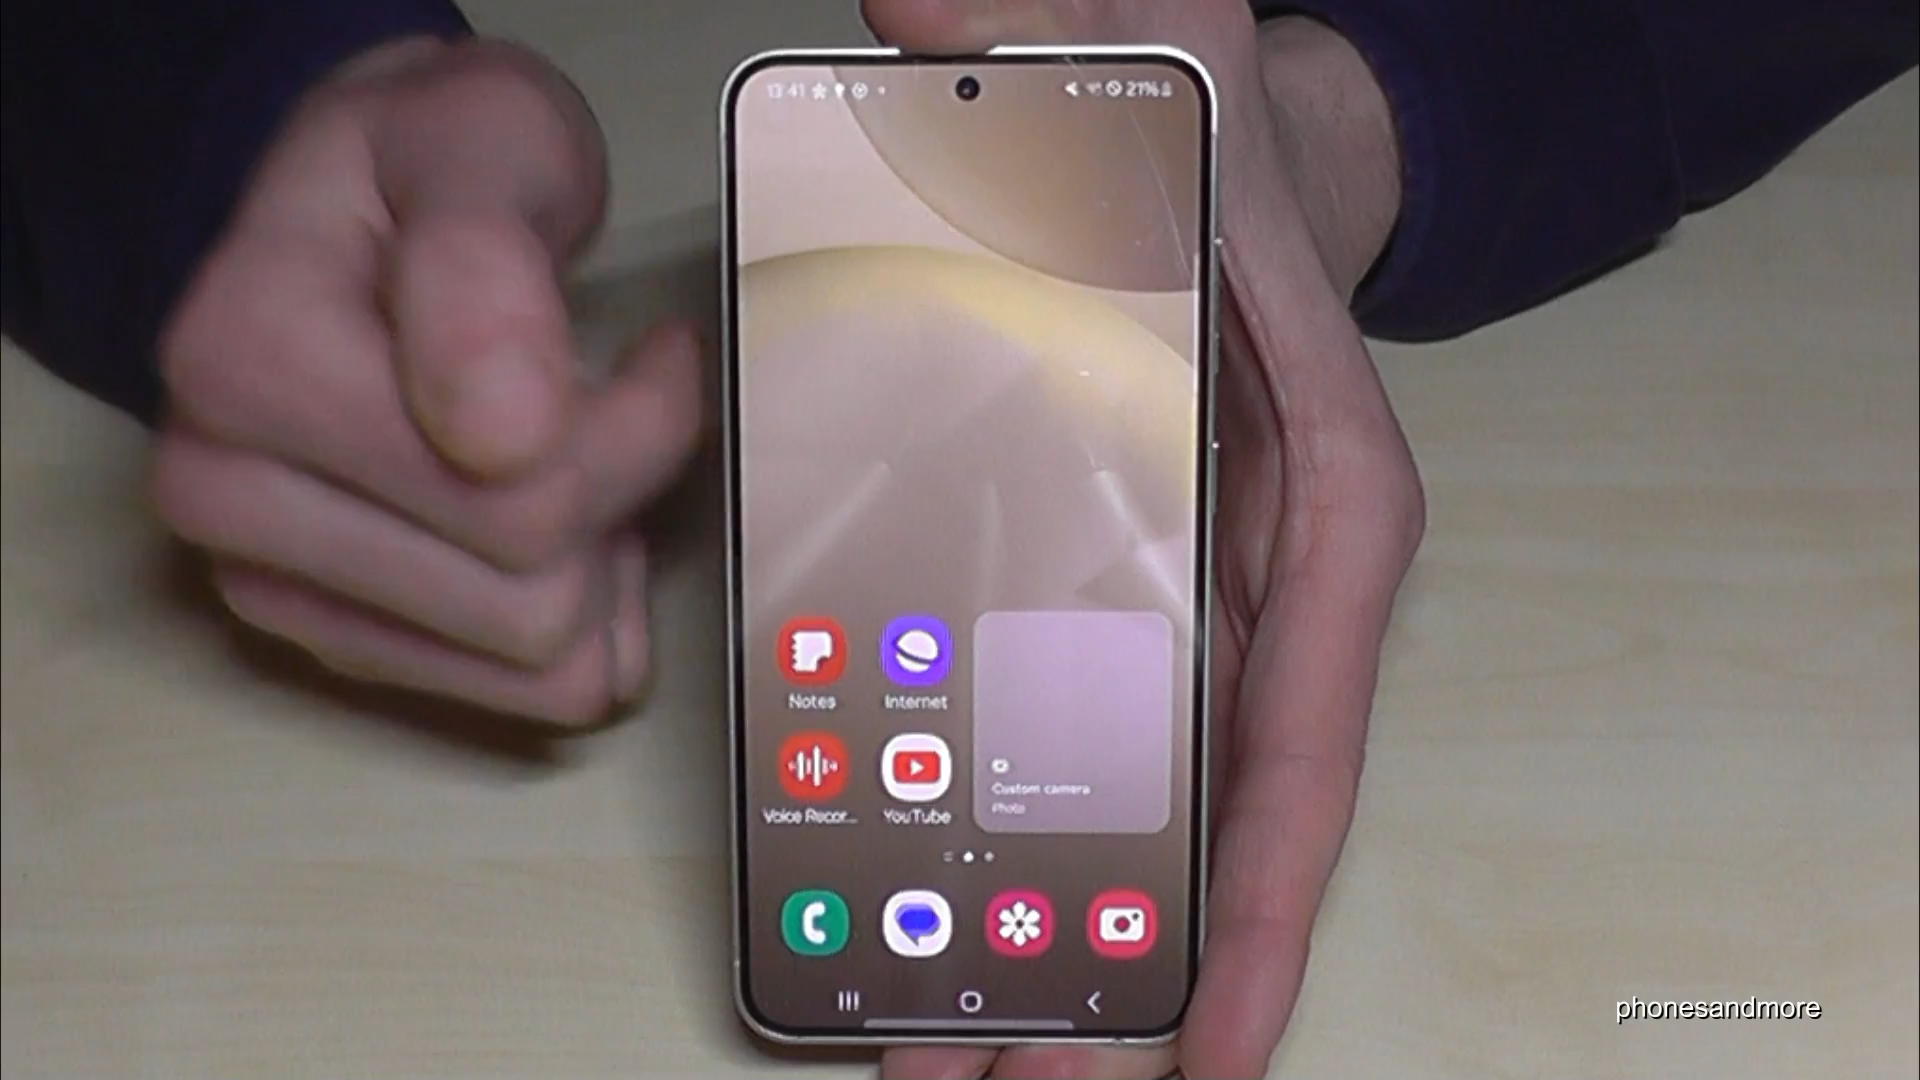 13:41 21%
Notes Internet
Custom camera
Photo
Voice Recor... YouTube
phonesandmore